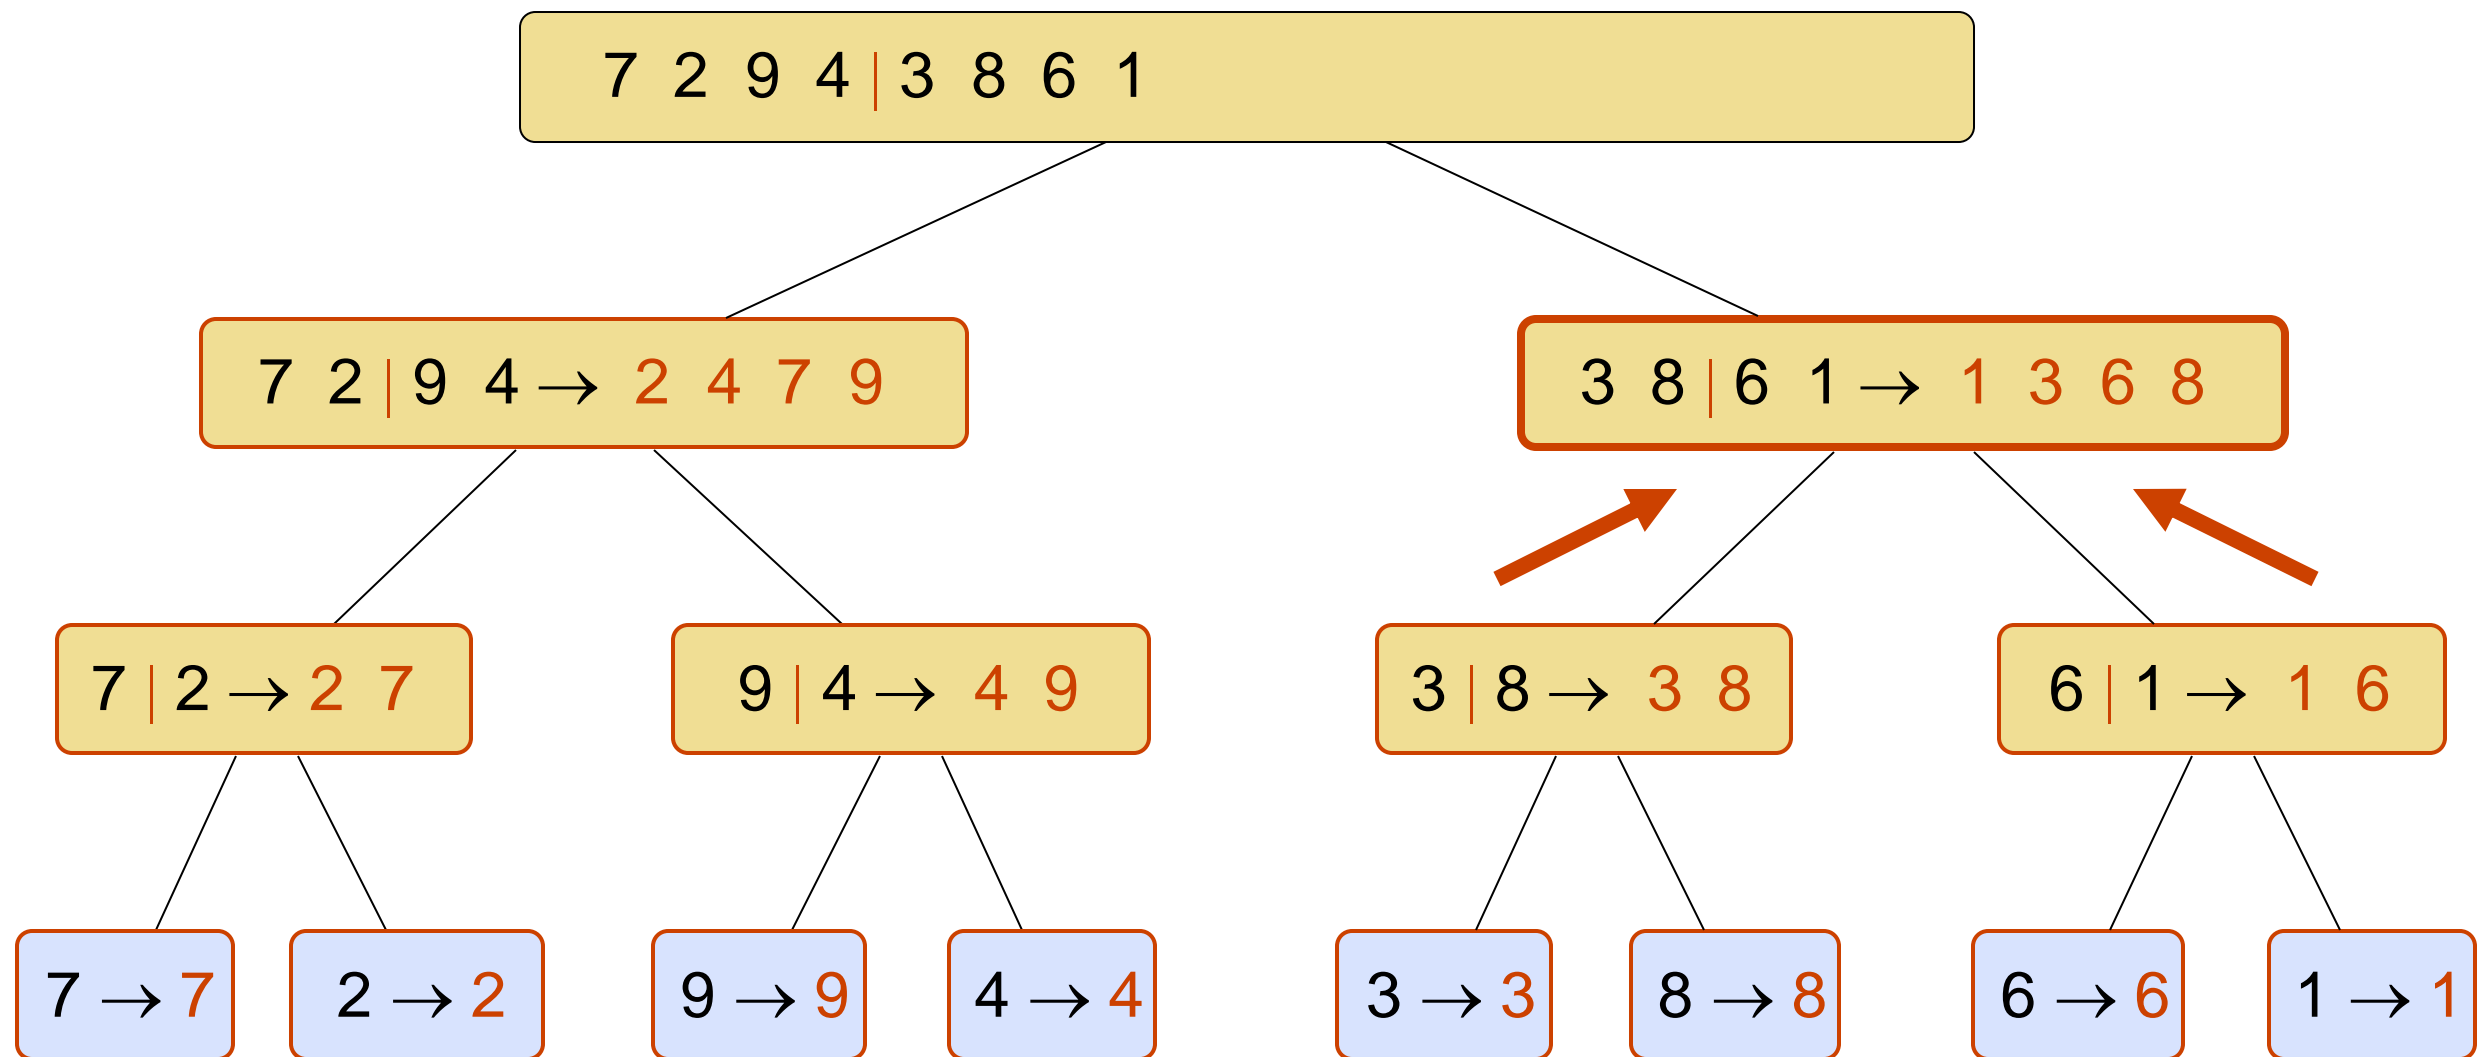 7 2 9 4 | 3 8 6 1
7 2 | 9 4 → 2 4 7 9
3 8 | 6 1 → 1 3 6 8
7 | 2 → 2 7
9 | 4 → 4 9
3 | 8 → 3 8
6 | 1 → 1 6
7 → 7
2 → 2
9 → 9
4 → 4
3 → 3
8 → 8
6 → 6
1 → 1